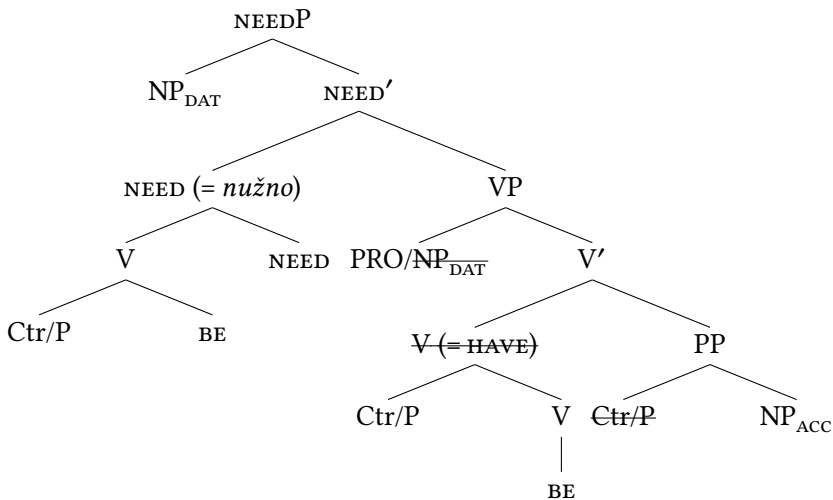 NEEDP
NP_DAT NEED′
NEED (= nužno) VP
V NEED PRO/NP_DAT V′
Ctr/P BE V (= HAVE) PP
Ctr/P V Ctr/P NP_ACC
BE